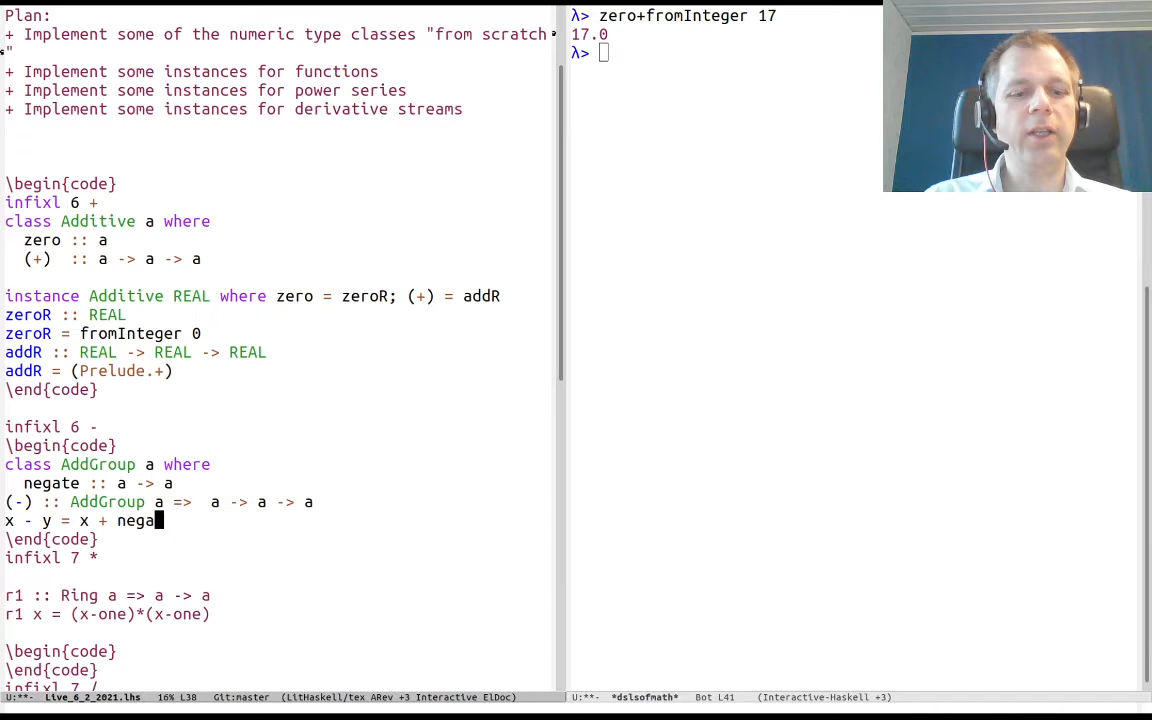 Plan:
+ Implement some of the numeric type classes "from scratch
"
+ Implement some instances for functions
+ Implement some instances for power series
+ Implement some instances for derivative streams
\begin{code}
infixl 6 +
class Additive a where
  zero :: a
  (+)  :: a -> a -> a
instance Additive REAL where zero = zeroR; (+) = addR
zeroR :: REAL
zeroR = fromInteger 0
addR :: REAL -> REAL -> REAL
addR = (Prelude.+)
\end{code}
infixl 6 -
\begin{code}
class AddGroup a where
  negate :: a -> a
(-) :: AddGroup a =>  a -> a -> a
x - y = x + nega
\end{code}
infixl 7 *
r1 :: Ring a => a -> a
r1 x = (x-one)*(x-one)
\begin{code}
\end{code}
infixl 7 /
U:**-  Live_6_2_2021.lhs   16% L38   Git:master  (LitHaskell/tex ARev +3 Interactive ElDoc)
λ> zero+fromInteger 17
17.0
λ>
U:**-  *dslsofmath*   Bot L41   (Interactive-Haskell +3)